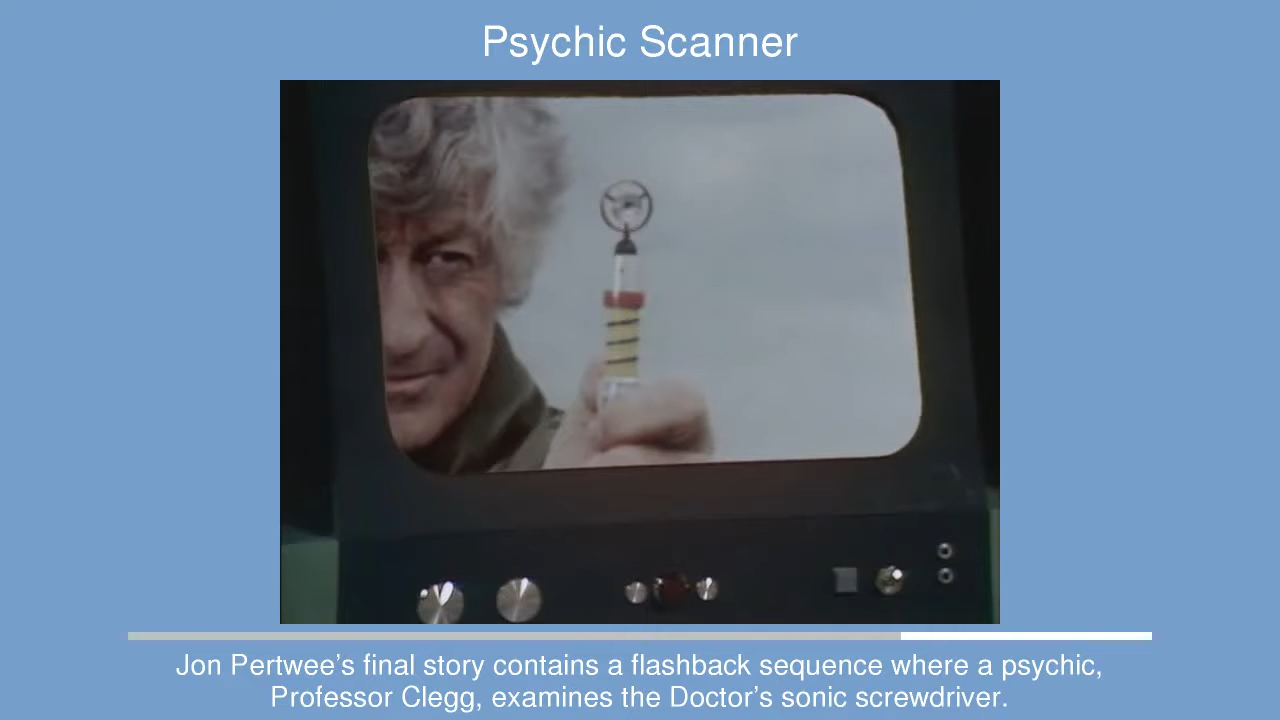 Psychic Scanner
Jon Pertwee’s final story contains a flashback sequence where a psychic,
Professor Clegg, examines the Doctor’s sonic screwdriver.